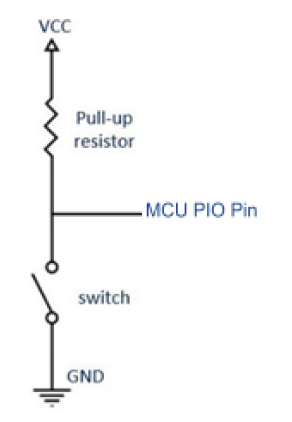 VCC
Pull-up
resistor
MCU PIO Pin
switch
GND